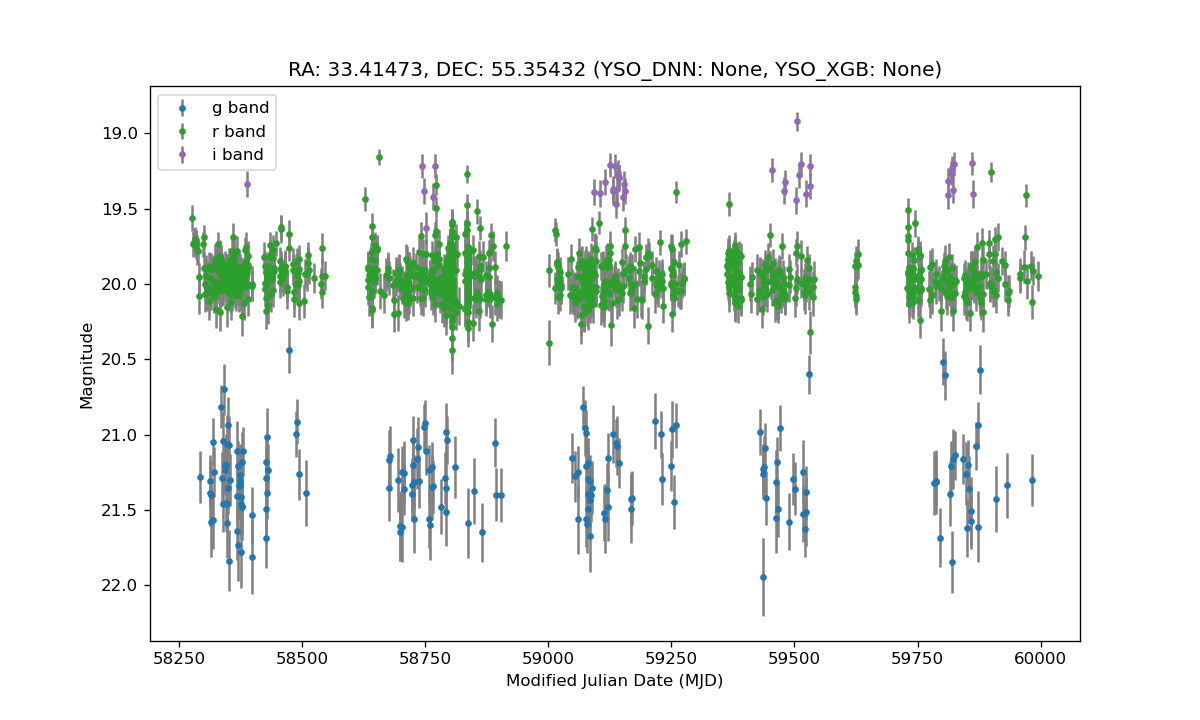 RA: 33.41473, DEC: 55.35432 (YSO_DNN: None, YSO_XGB: None)
g band
r band
i band
19.0
19.5
20.0
20.5
21.0
21.5
22.0
Magnitude
58250 58500 58750 59000 59250 59500 59750 60000
Modified Julian Date (MJD)